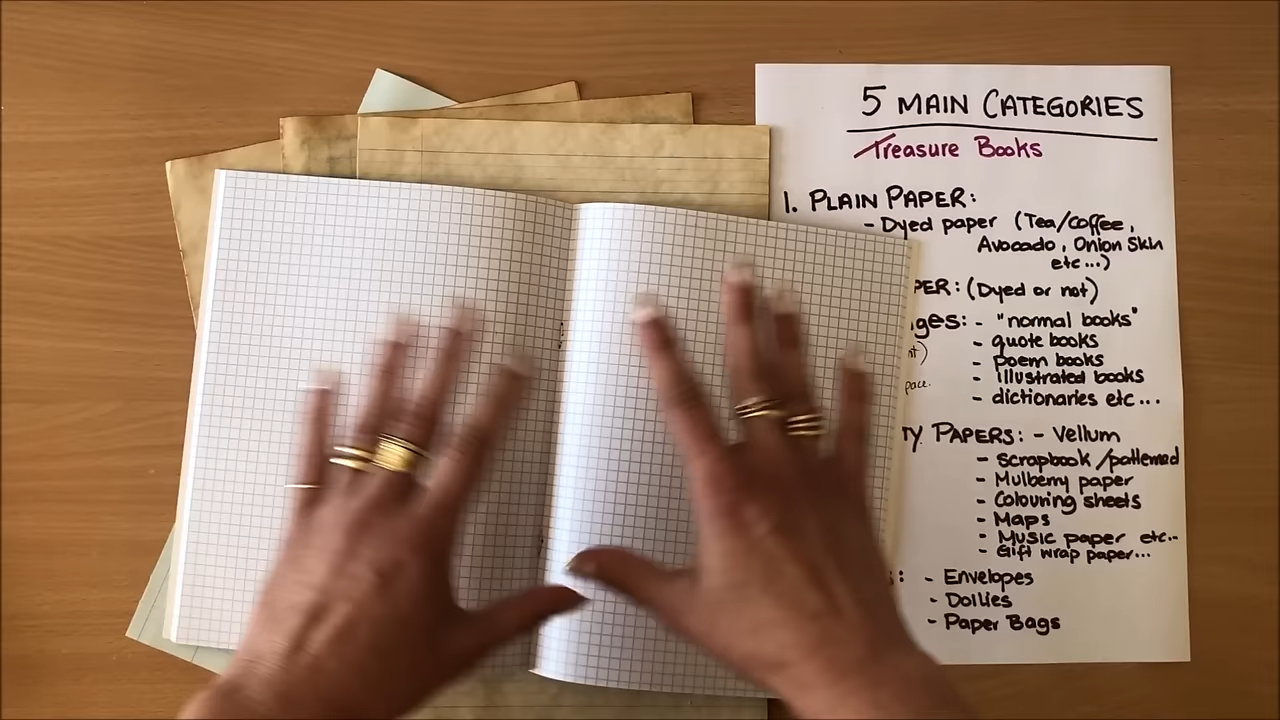 5 MAIN CATEGORIES
Treasure Books
1. PLAIN PAPER:
- Dyed paper (Tea/Coffee,
Avocado, Onion Skin
etc...)
PER: (Dyed or not)
ges: - "normal books"
- quote books
- poem books
- illustrated books
- dictionaries etc...
TY PAPERS: - Vellum
- Scrapbook/patterned
- Mulberry paper
- Colouring sheets
- Maps
- Music paper etc..
- Gift wrap paper...
: - Envelopes
- Doilies
- Paper Bags